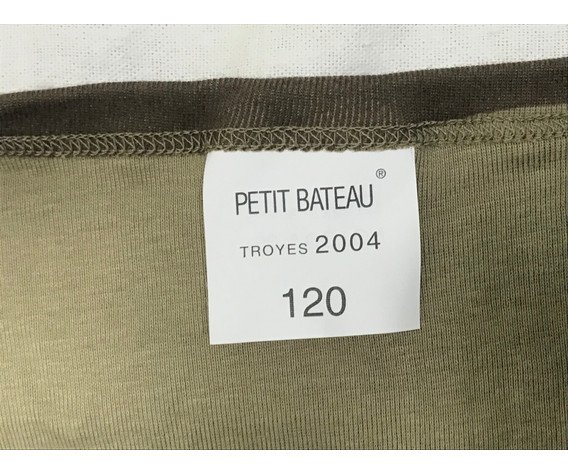 PETIT BATEAU®
TROYES 2004
120